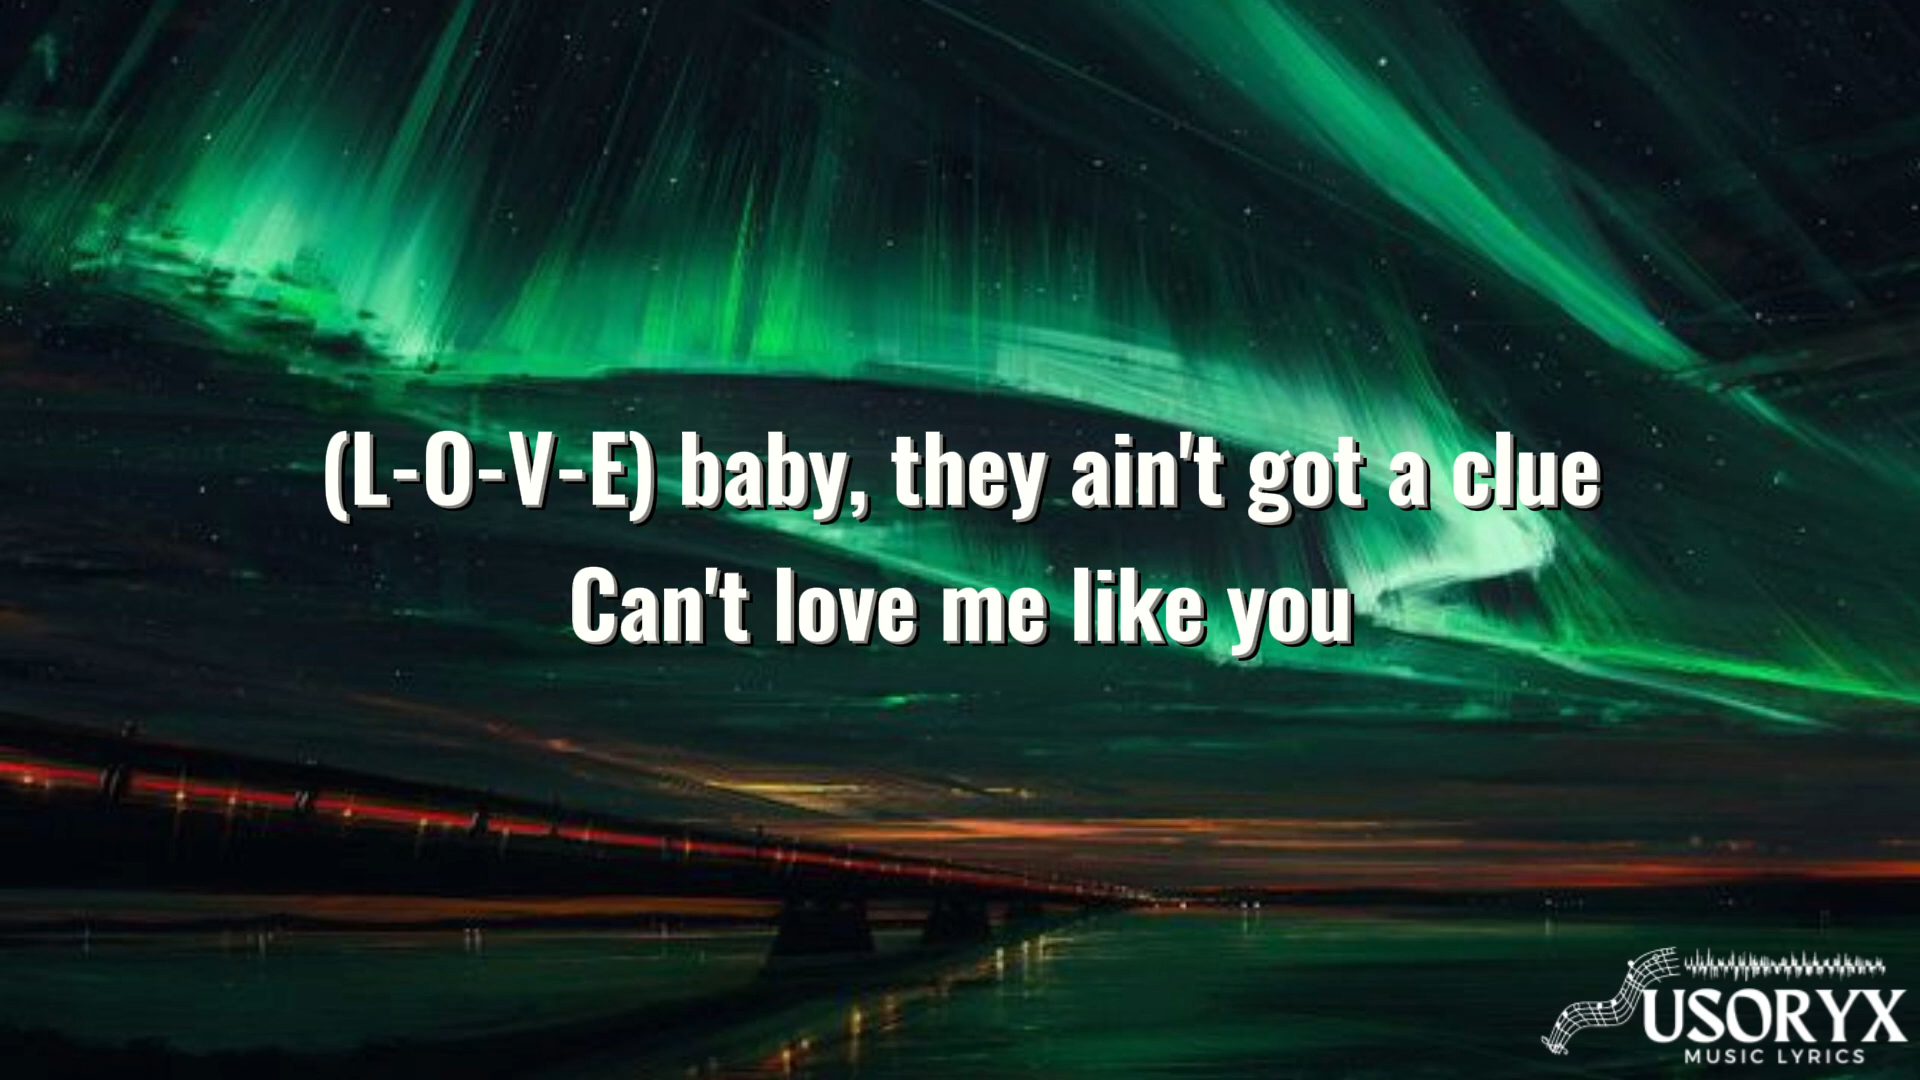 (L-O-V-E) baby, they ain't got a clue
Can't love me like you
USORYX
MUSIC LYRICS